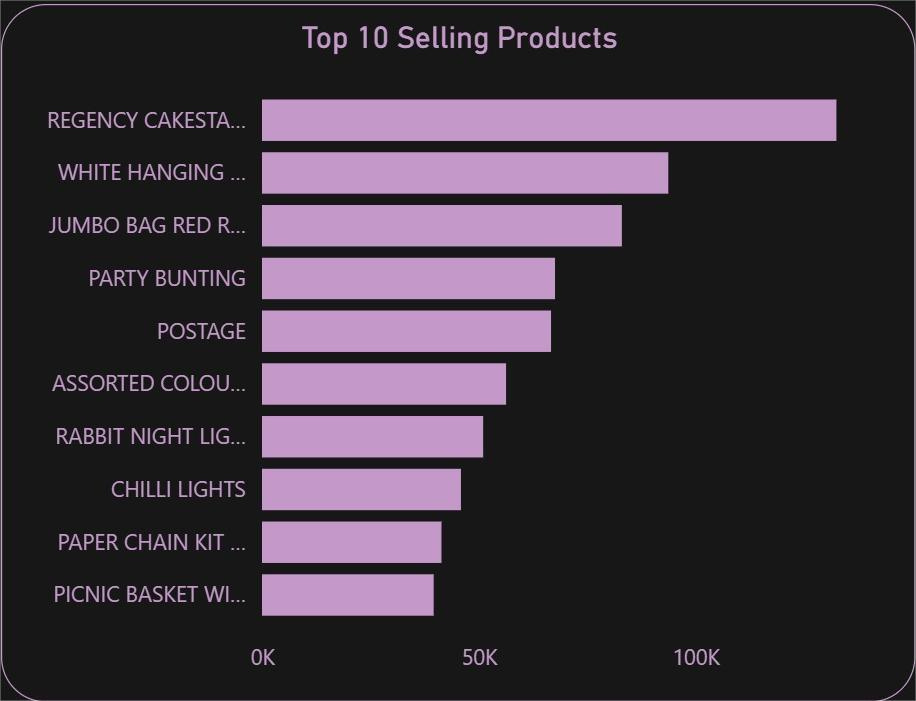 Top 10 Selling Products
REGENCY CAKESTA...
WHITE HANGING ...
JUMBO BAG RED R...
PARTY BUNTING
POSTAGE
ASSORTED COLOU...
RABBIT NIGHT LIG...
CHILLI LIGHTS
PAPER CHAIN KIT ...
PICNIC BASKET WI...
0K 50K 100K